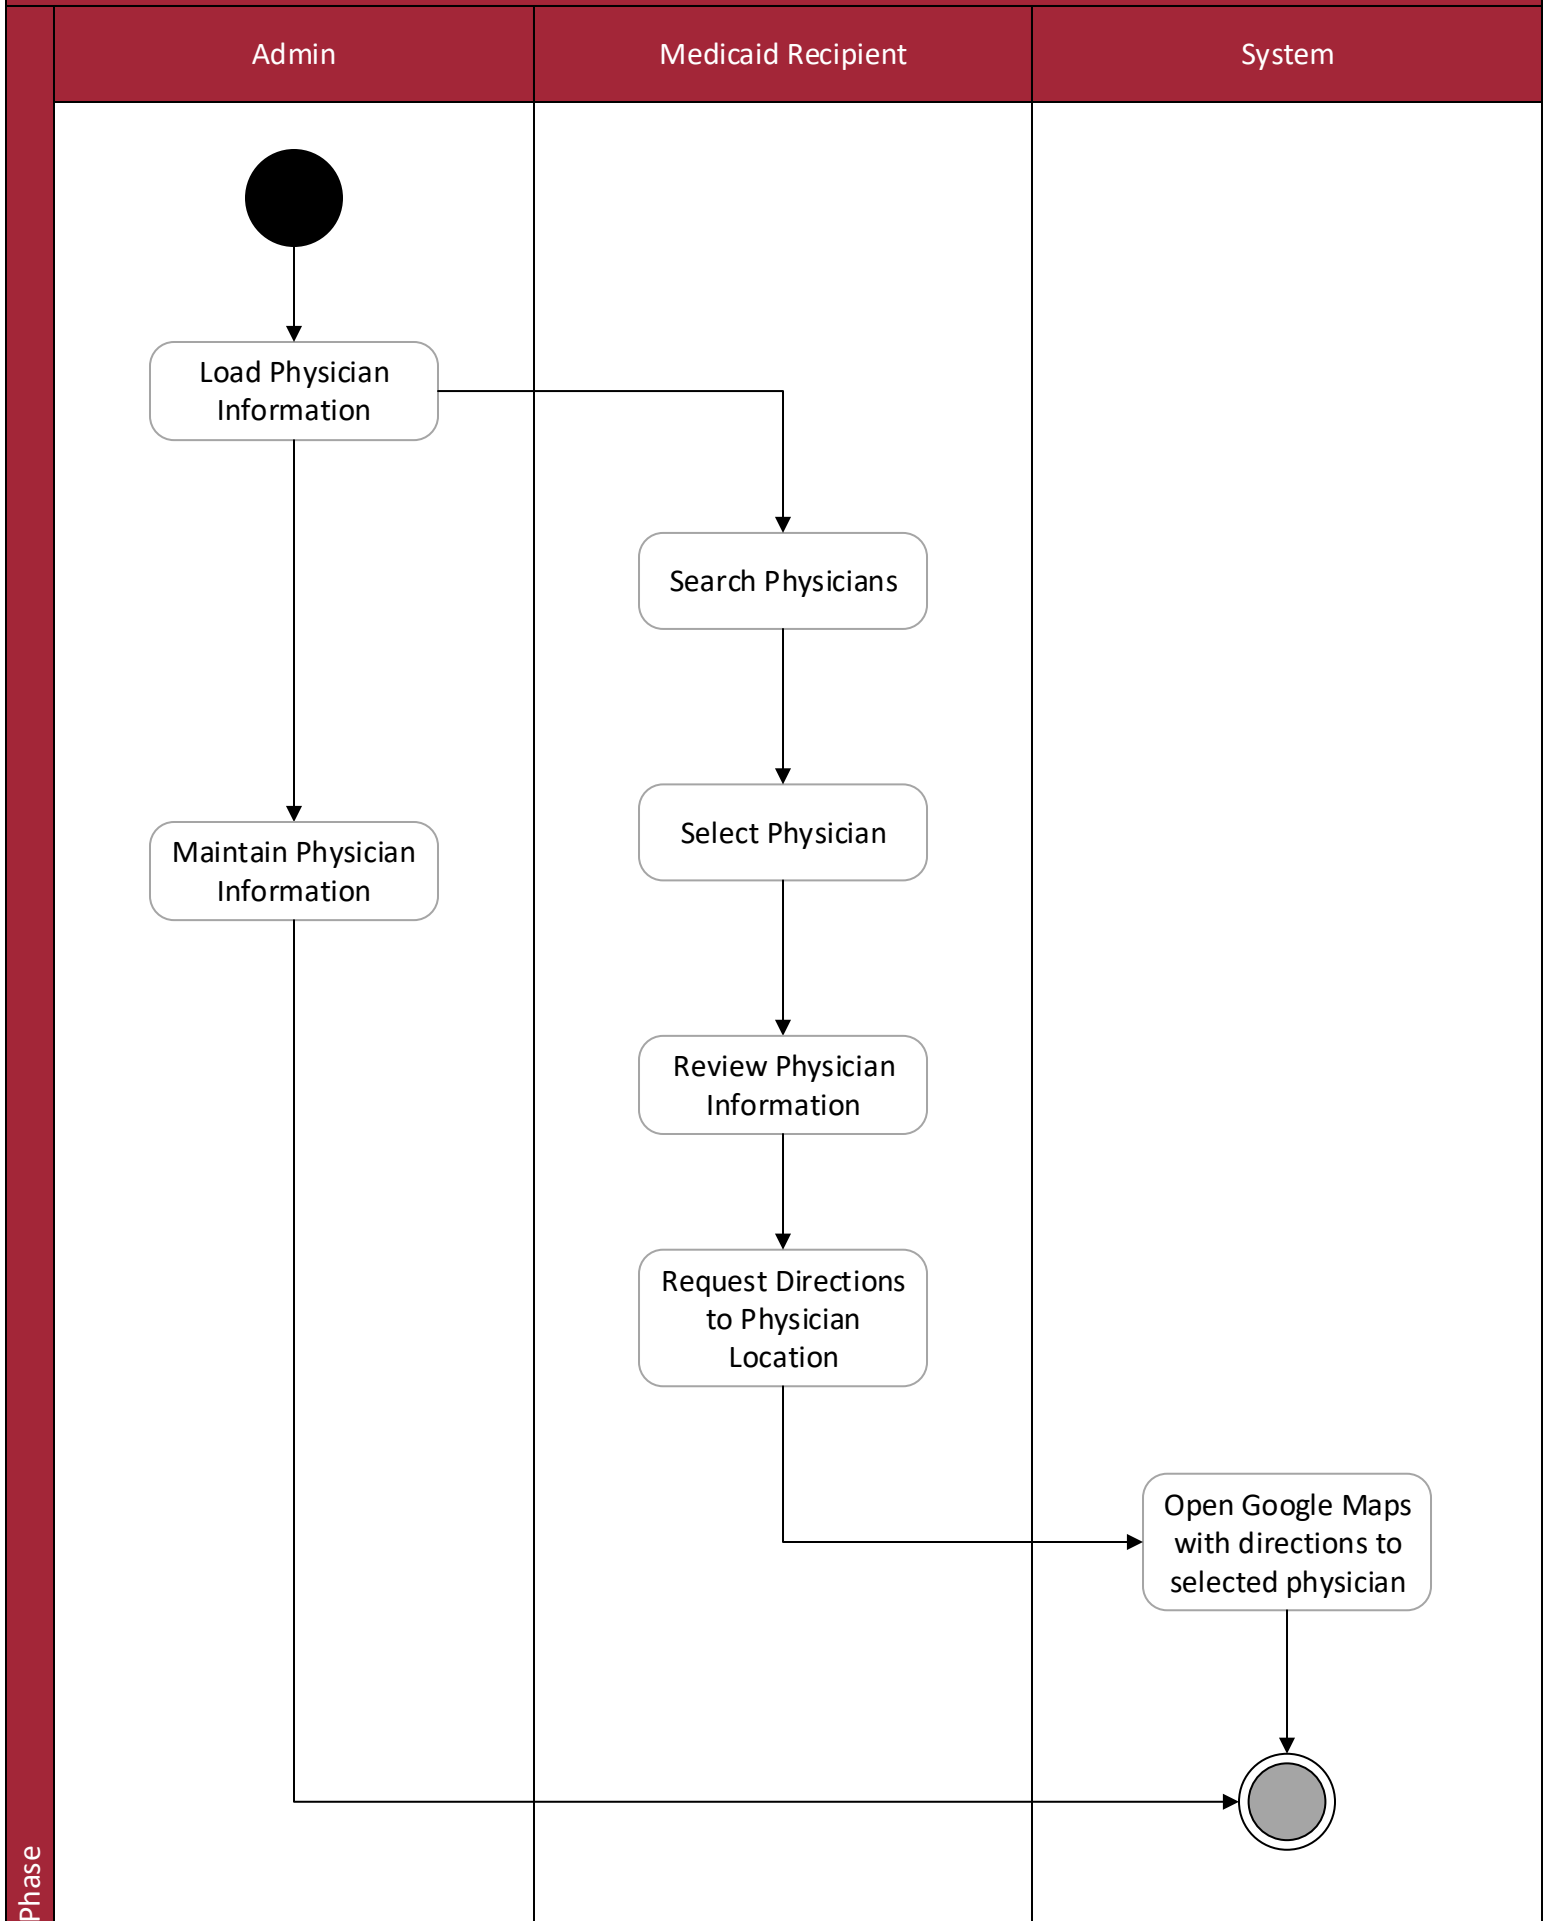 Admin
Medicaid Recipient
System
Load Physician
Information
Search Physicians
Select Physician
Maintain Physician
Information
Review Physician
Information
Request Directions
to Physician
Location
Open Google Maps
with directions to
selected physician
Phase